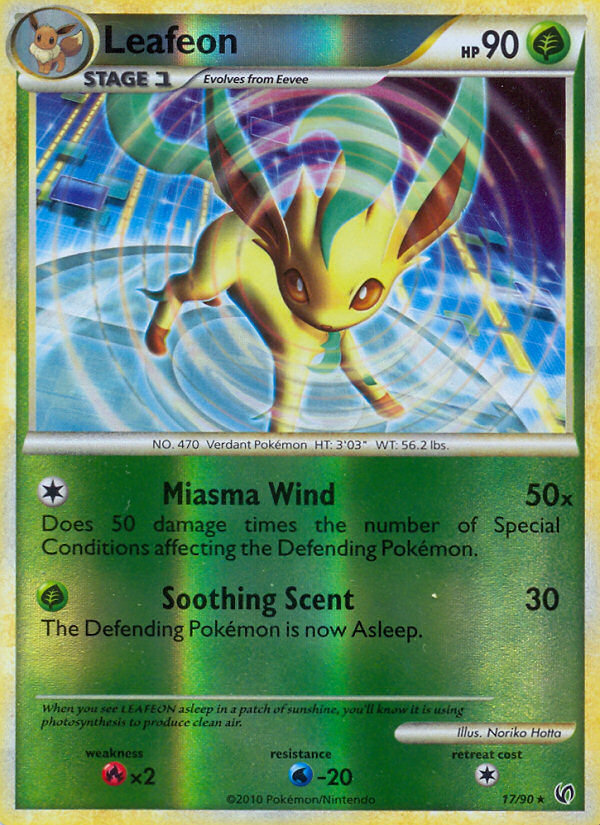 Leafeon
HP 90
STAGE 1
Evolves from Eevee
NO. 470 Verdant Pokémon HT: 3'03" WT: 56.2 lbs.
Miasma Wind 50x
Does 50 damage times the number of Special
Conditions affecting the Defending Pokémon.
Soothing Scent 30
The Defending Pokémon is now Asleep.
When you see LEAFEON asleep in a patch of sunshine, you'll know it is using
photosynthesis to produce clean air.
Illus. Noriko Hotta
weakness resistance retreat cost
x2 -20
©2010 Pokémon/Nintendo 17/90 ★